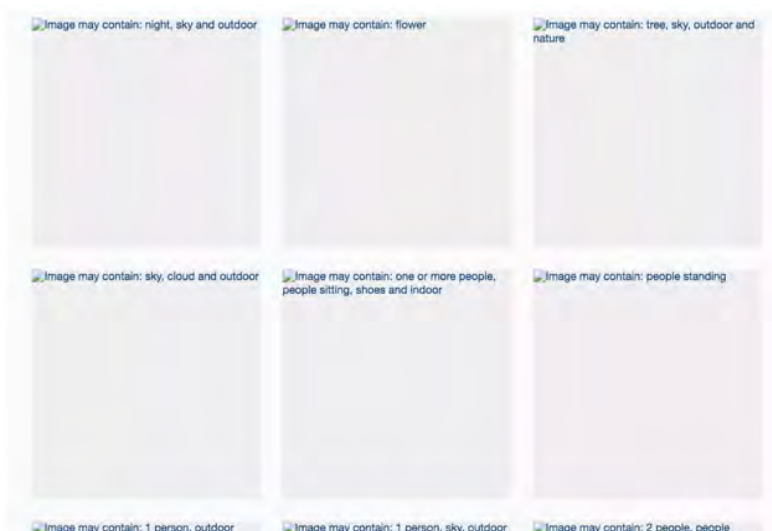 Image may contain: night, sky and outdoor
Image may contain: flower
Image may contain: tree, sky, outdoor and
nature
Image may contain: sky, cloud and outdoor
Image may contain: one or more people,
people sitting, shoes and indoor
Image may contain: people standing
Image may contain: 1 person, outdoor
Image may contain: 1 person, sky, outdoor
Image may contain: 2 people, people